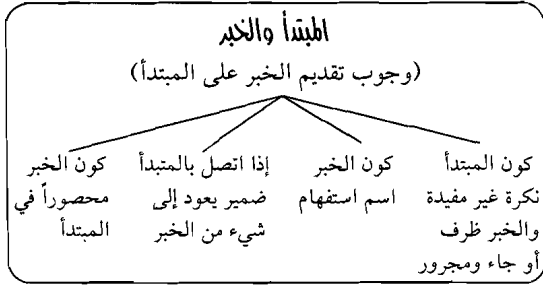 المبتدأ والخبر
(وجوب تقديم الخبر على المبتدأ)
كون المبتدأ
نكرة غير مفيدة
والخبر ظرف
أو جاء ومجرور
كون الخبر
اسم استفهام
إذا اتصل بالمتبدأ
ضمير يعود إلى
شيء من الخبر
كون الخبر
محصوراً في
المبتدأ